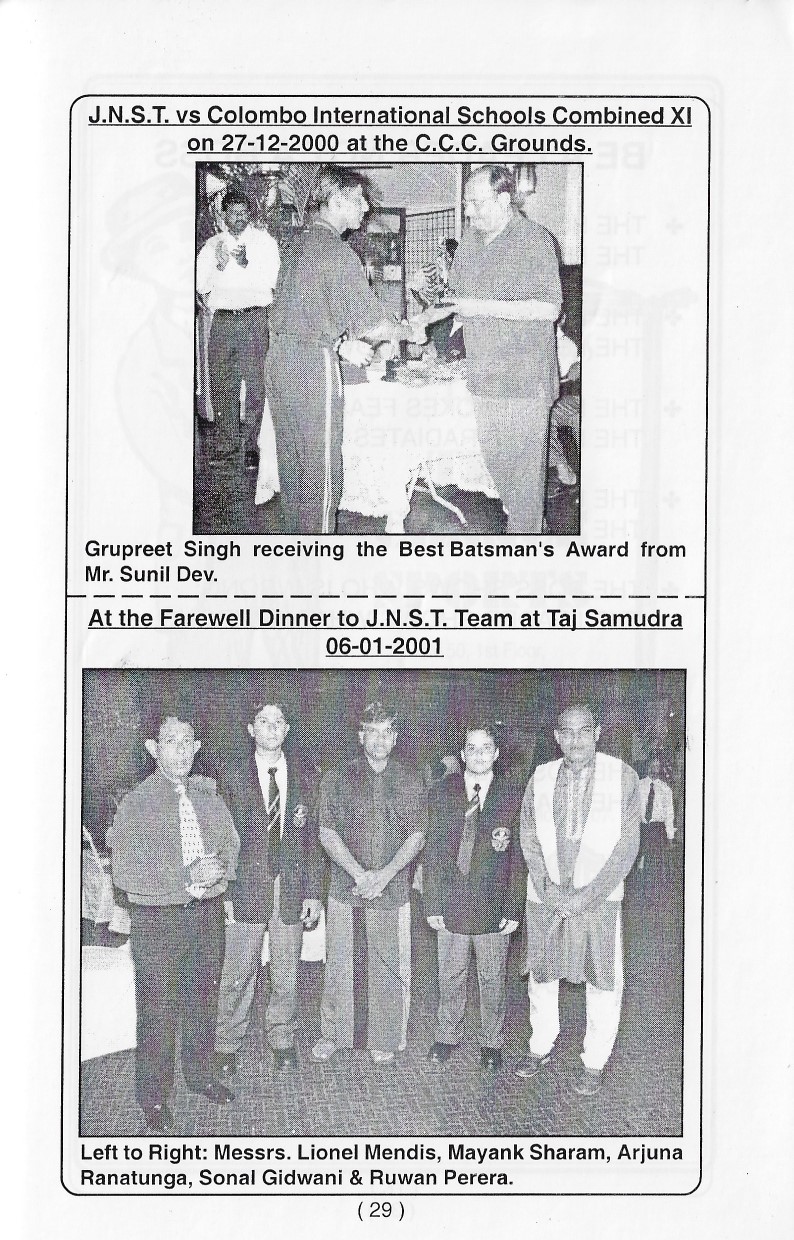 J.N.S.T. vs Colombo International Schools Combined XI
on 27-12-2000 at the C.C.C. Grounds.
Grupreet Singh receiving the Best Batsman's Award from
Mr. Sunil Dev.
At the Farewell Dinner to J.N.S.T. Team at Taj Samudra
06-01-2001
Left to Right: Messrs. Lionel Mendis, Mayank Sharam, Arjuna
Ranatunga, Sonal Gidwani & Ruwan Perera.
( 29 )